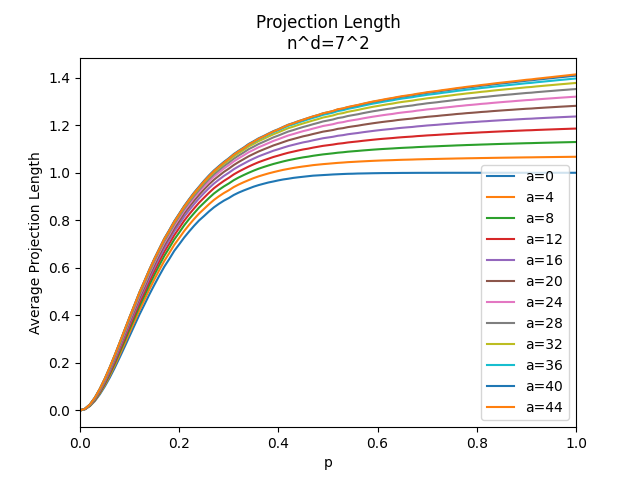 Projection Length
n^d=7^2
Average Projection Length
1.4
1.2
1.0
0.8
0.6
0.4
0.2
0.0
a=0
a=4
a=8
a=12
a=16
a=20
a=24
a=28
a=32
a=36
a=40
a=44
0.0 0.2 0.4 0.6 0.8 1.0
p